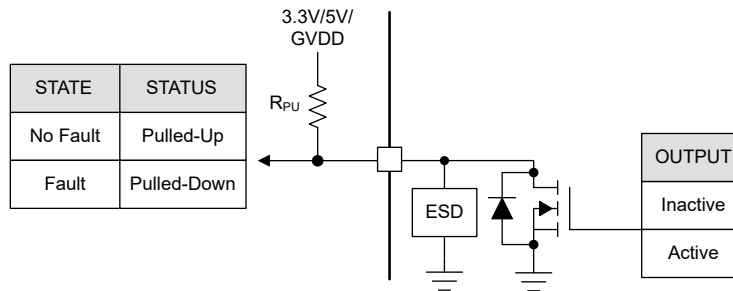 3.3V/5V/
GVDD
RPU
STATE STATUS
No Fault Pulled-Up
Fault Pulled-Down
ESD
OUTPUT
Inactive
Active